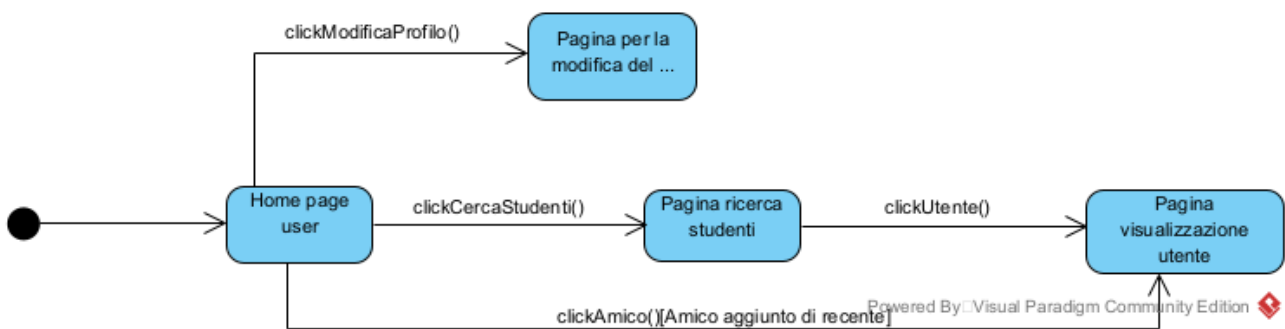 clickModificaProfilo()
Pagina per la
modifica del ...
Home page
user
clickCercaStudenti()
Pagina ricerca
studenti
clickUtente()
Pagina
visualizzazione
utente
clickAmico()[Amico aggiunto di recente]
Powered By Visual Paradigm Community Edition